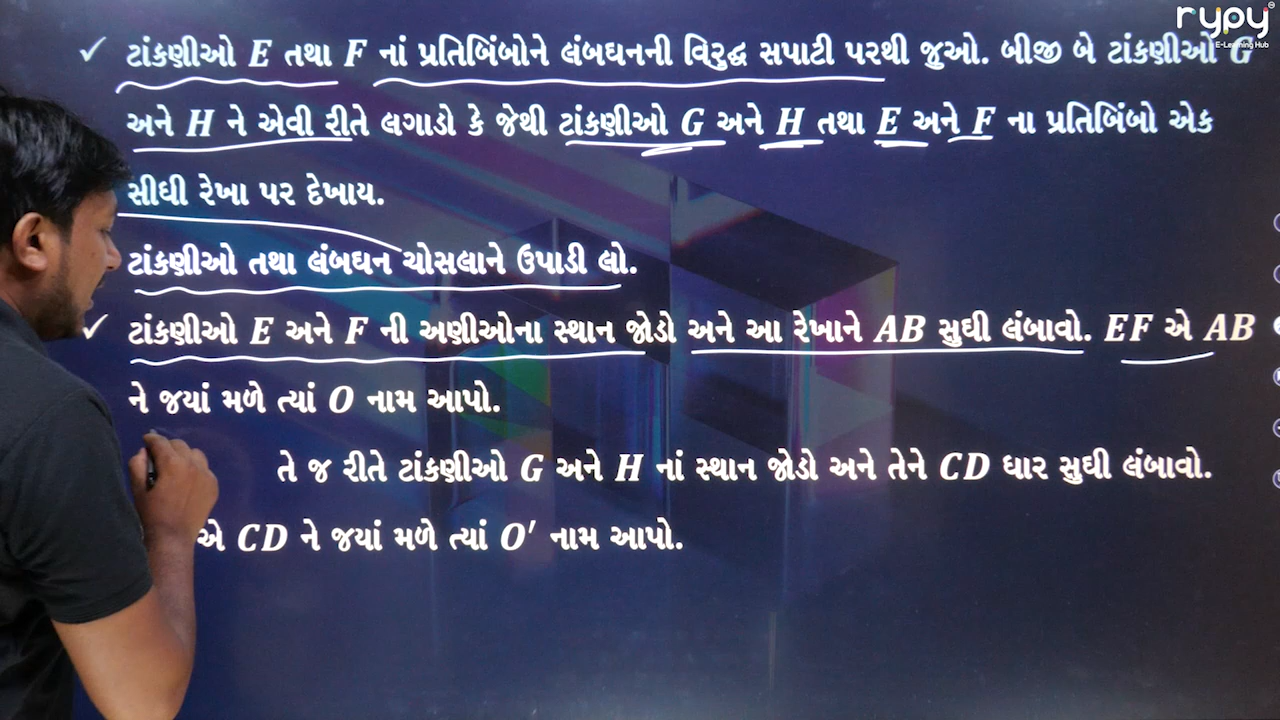 rypy
E-Learning Hub
✓ ટાંકણીઓ E તથા F નાં પ્રતિબિંબોને લંબઘનની વિરુદ્ધ સપાટી પરથી જુઓ. બીજી બે ટાંકણીઓ G
અને H ને એવી રીતે લગાડો કે જેથી ટાંકણીઓ G અને H તથા E અને F ના પ્રતિબિંબો એક
સીધી રેખા પર દેખાય.
ટાંકણીઓ તથા લંબઘન ચોસલાને ઉપાડી લો.
✓ ટાંકણીઓ E અને F ની અણીઓના સ્થાન જોડો અને આ રેખાને AB સુધી લંબાવો. EF એ AB
ને જયાં મળે ત્યાં O નામ આપો.
તે જ રીતે ટાંકણીઓ G અને H નાં સ્થાન જોડો અને તેને CD ધાર સુધી લંબાવો.
એ CD ને જયાં મળે ત્યાં O' નામ આપો.